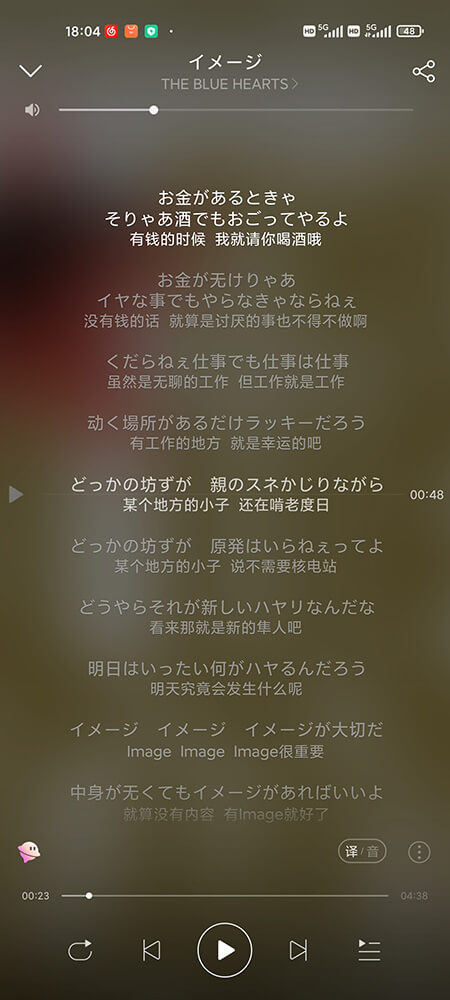 18:04
HD 5G HD 5G 48
イメージ
THE BLUE HEARTS
お金があるときゃ
そりゃあ酒でもおごってやるよ
有钱的时候 我就请你喝酒哦
お金が无けりゃあ
イヤな事でもやらなきゃならねぇ
没有钱的话 就算是讨厌的事也不得不做啊
くだらねぇ仕事でも仕事は仕事
虽然是无聊的工作 但工作就是工作
动く場所があるだけラッキーだろう
有工作的地方 就是幸运的吧
どっかの坊ずが 親のスネかじりながら
某个地方的小子 还在啃老度日
00:48
どっかの坊ずが 原発はいらねぇってよ
某个地方的小子 说不需要核电站
どうやらそれが新しいハヤリなんだな
看来那就是新的隼人吧
明日はいったい何がハヤるんだろう
明天究竟会发生什么呢
イメージ イメージ イメージが大切だ
Image Image Image很重要
中身が无くてもイメージがあればいいよ
就算没有内容 有Image就好了
译/音
00:23
04:38